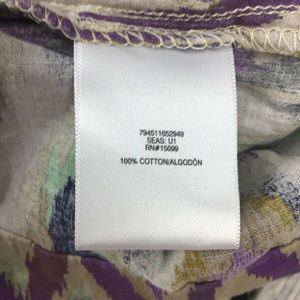 794511652949
SEAS: U1
RN#15099
100% COTTON/ALGODÓN